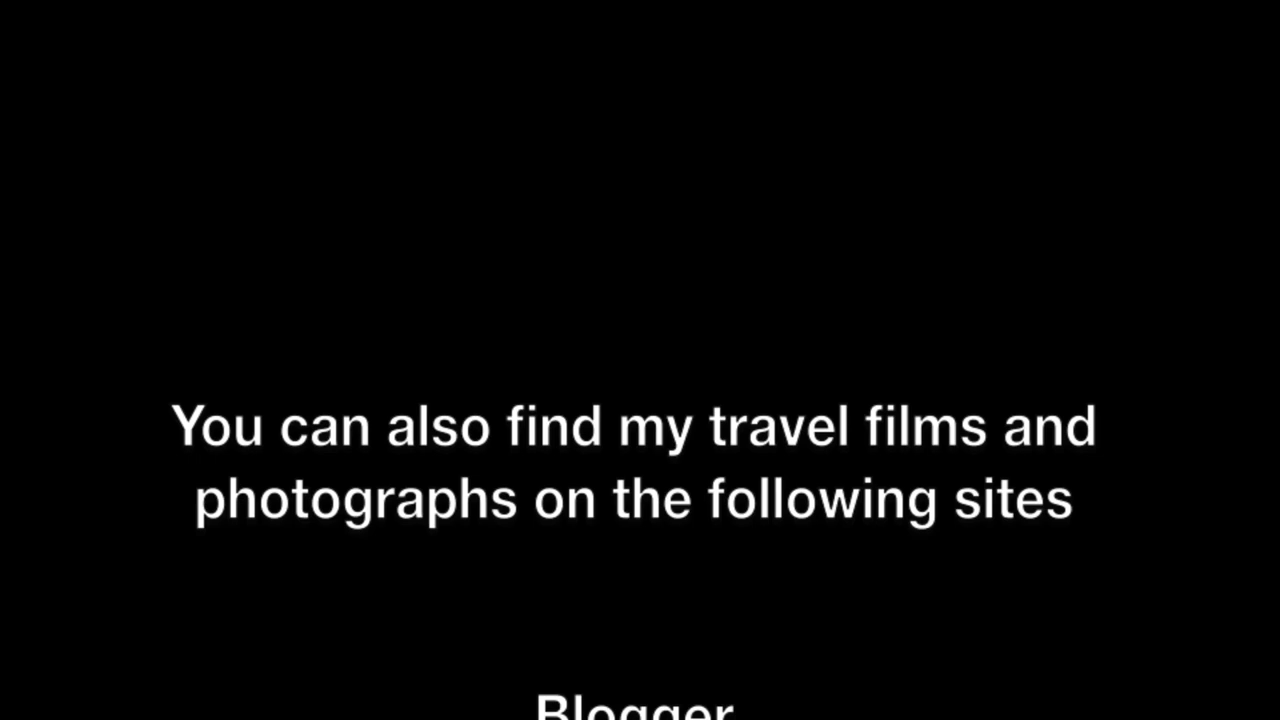 You can also find my travel films and
photographs on the following sites
Blogger